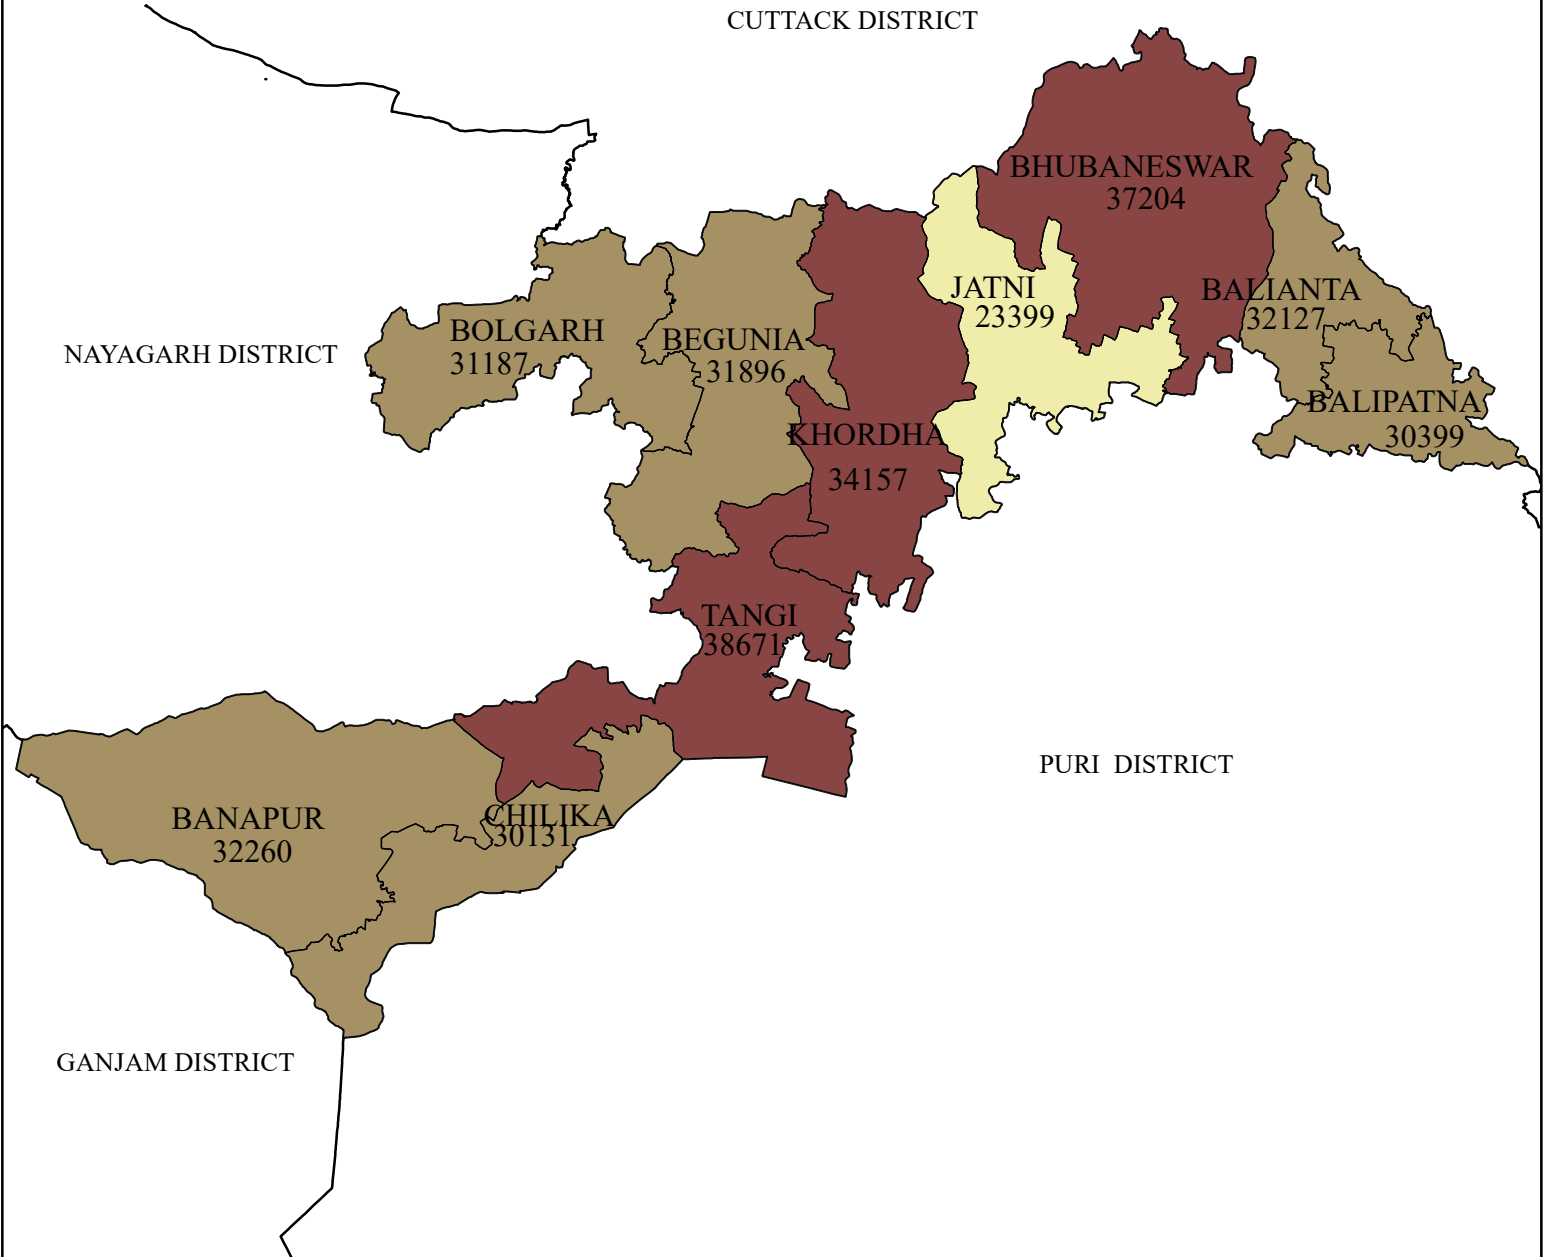 CUTTACK DISTRICT
BHUBANESWAR
37204
JATNI
23399
BALIANTA
32127
BOLGARH
31187
BEGUNIA
31896
NAYAGARH DISTRICT
BALIPATNA
30399
KHORDHA
34157
TANGI
38671
PURI  DISTRICT
BANAPUR
32260
CHILIKA
30131
GANJAM DISTRICT